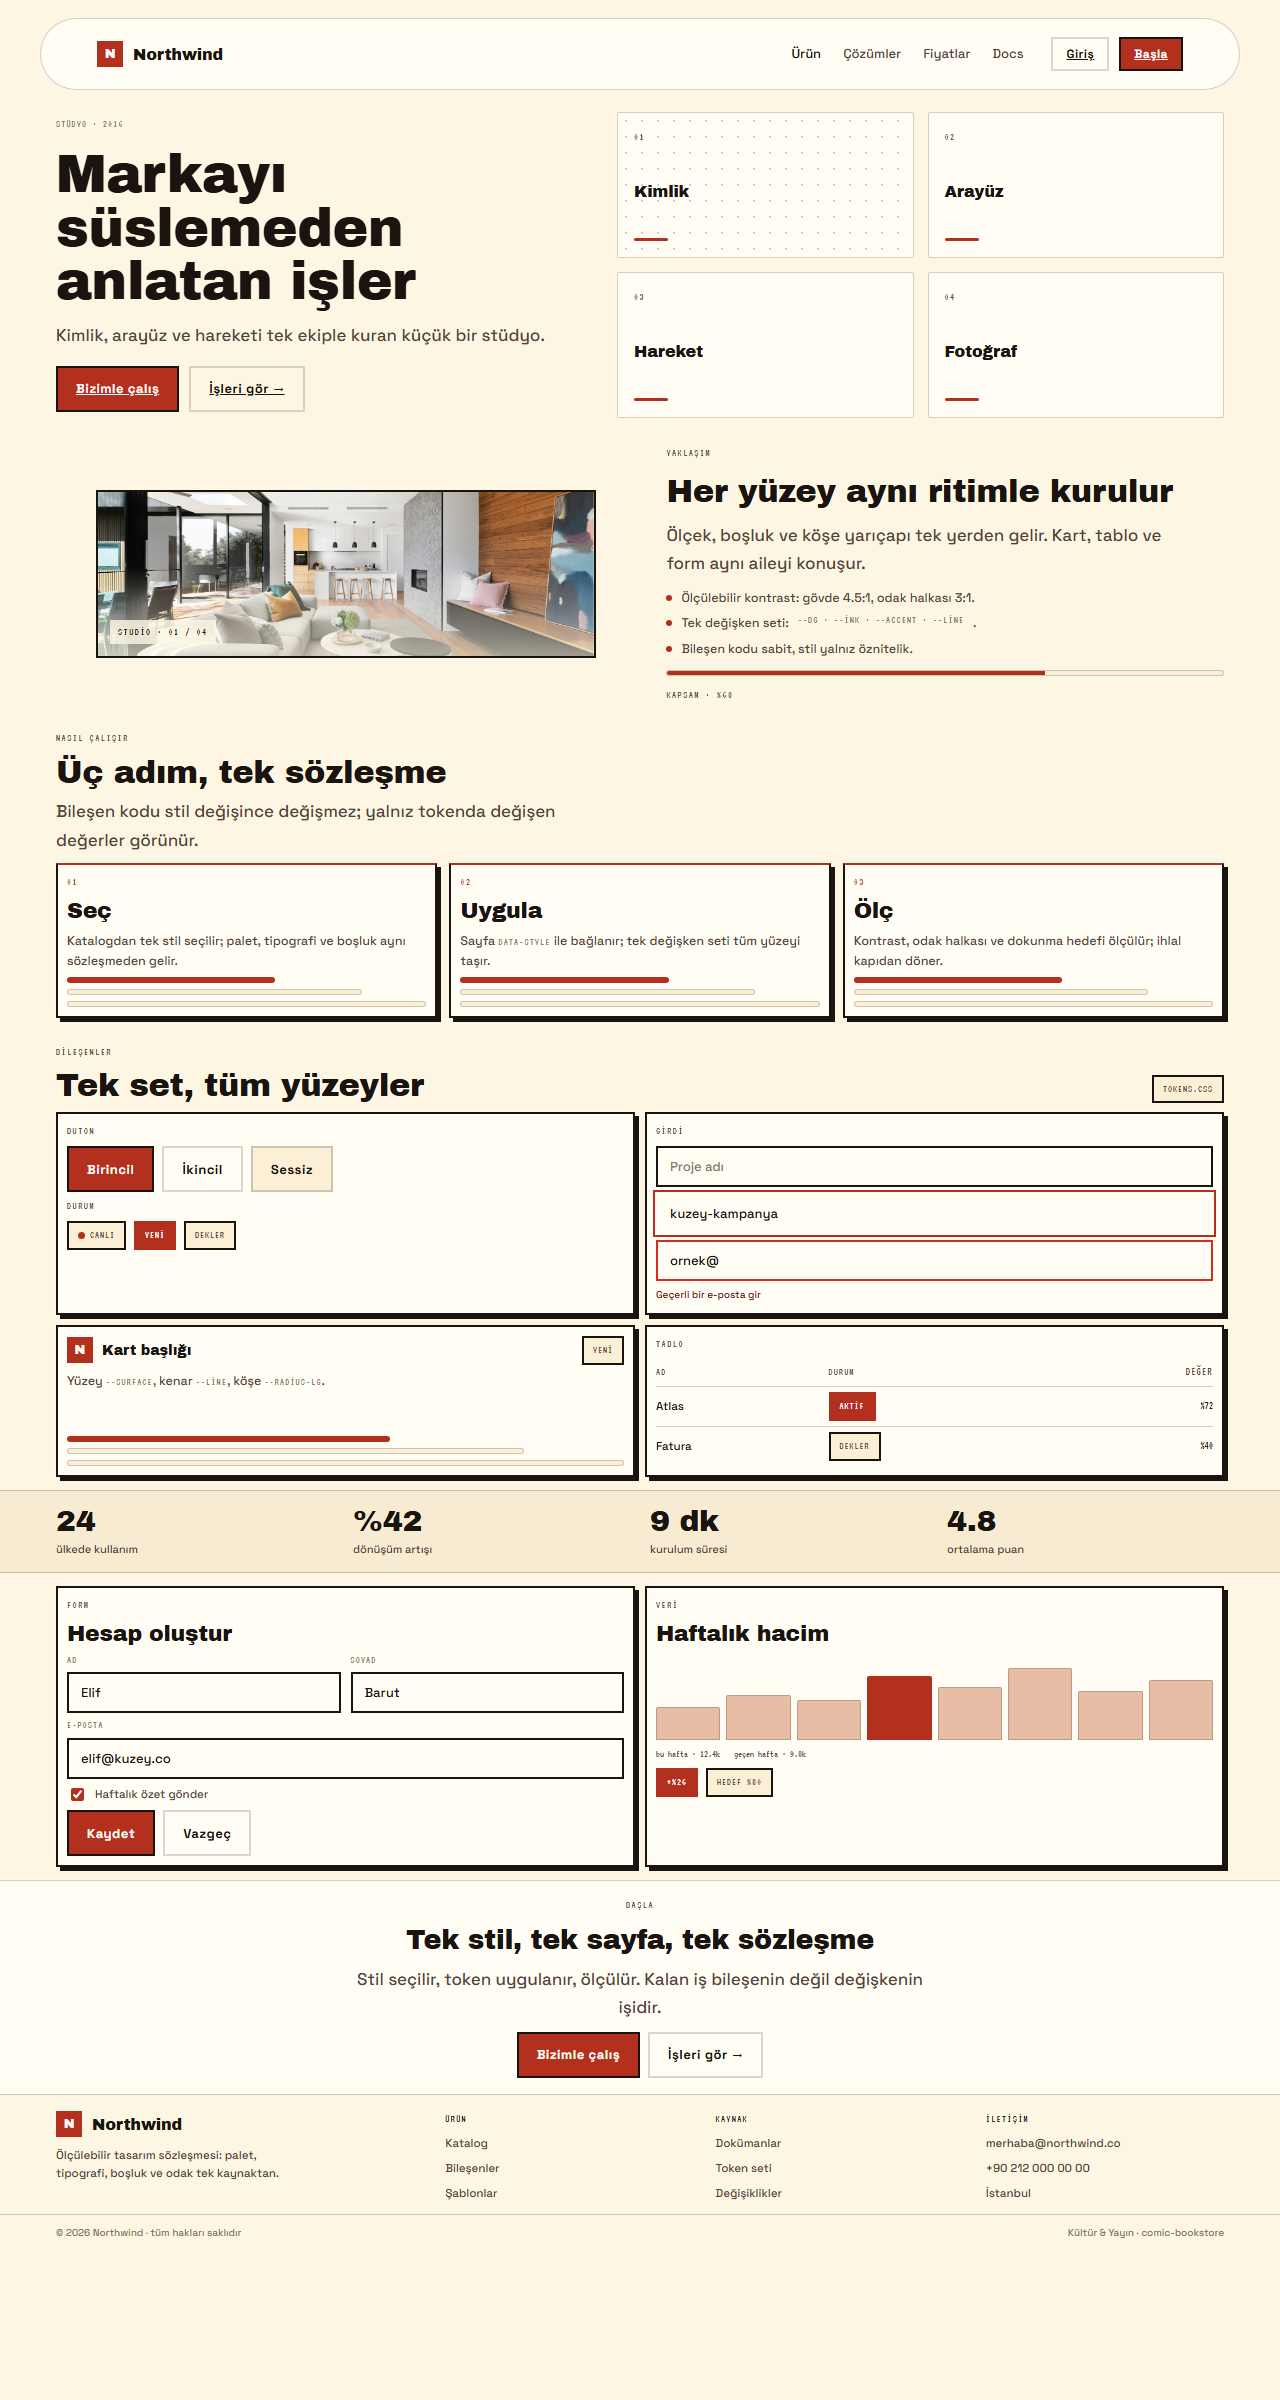 N Northwind
Ürün Çözümler Fiyatlar Docs Giriş Başla
STÜDYO · 2016
Markayı
süslemeden
anlatan işler
Kimlik, arayüz ve hareketi tek ekiple kuran küçük bir stüdyo.
Bizimle çalış İşleri gör →
01
Kimlik
02
Arayüz
03
Hareket
04
Fotoğraf
STUDİO · 01 / 04
YAKLAŞIM
Her yüzey aynı ritimle kurulur
Ölçek, boşluk ve köşe yarıçapı tek yerden gelir. Kart, tablo ve
form aynı aileyi konuşur.
Ölçülebilir kontrast: gövde 4.5:1, odak halkası 3:1.
Tek değişken seti: --BG · --İNK · --ACCENT · --LİNE .
Bileşen kodu sabit, stil yalnız öznitelik.
KAPSAM · %60
NASIL ÇALIŞIR
Üç adım, tek sözleşme
Bileşen kodu stil değişince değişmez; yalnız tokenda değişen
değerler görünür.
01
Seç
Katalogdan tek stil seçilir; palet, tipografi ve boşluk aynı
sözleşmeden gelir.
02
Uygula
Sayfa DATA-STYLE ile bağlanır; tek değişken seti tüm yüzeyi
taşır.
03
Ölç
Kontrast, odak halkası ve dokunma hedefi ölçülür; ihlal
kapıdan döner.
BİLEŞENLER
Tek set, tüm yüzeyler
TOKENS.CSS
BUTON
Birincil İkincil Sessiz
DURUM
CANLI YENİ BEKLER
GİRDİ
Proje adı
kuzey-kampanya
ornek@
Geçerli bir e-posta gir
N Kart başlığı YENİ
Yüzey --SURFACE, kenar --LİNE, köşe --RADİUS-LG.
TABLO
AD DURUM DEĞER
Atlas AKTİF %72
Fatura BEKLER %40
24
ülkede kullanım
%42
dönüşüm artışı
9 dk
kurulum süresi
4.8
ortalama puan
FORM
Hesap oluştur
AD SOYAD
Elif Barut
E-POSTA
elif@kuzey.co
Haftalık özet gönder
Kaydet Vazgeç
VERİ
Haftalık hacim
bu hafta · 12.4k geçen hafta · 9.0k
+%26 HEDEF %80
BAŞLA
Tek stil, tek sayfa, tek sözleşme
Stil seçilir, token uygulanır, ölçülür. Kalan iş bileşenin değil değişkenin
işidir.
Bizimle çalış İşleri gör →
N Northwind
Ölçülebilir tasarım sözleşmesi: palet,
tipografi, boşluk ve odak tek kaynaktan.
ÜRÜN
Katalog
Bileşenler
Şablonlar
KAYNAK
Dokümanlar
Token seti
Değişiklikler
İLETİŞİM
merhaba@northwind.co
+90 212 000 00 00
İstanbul
© 2026 Northwind · tüm hakları saklıdır
Kültür & Yayın · comic-bookstore